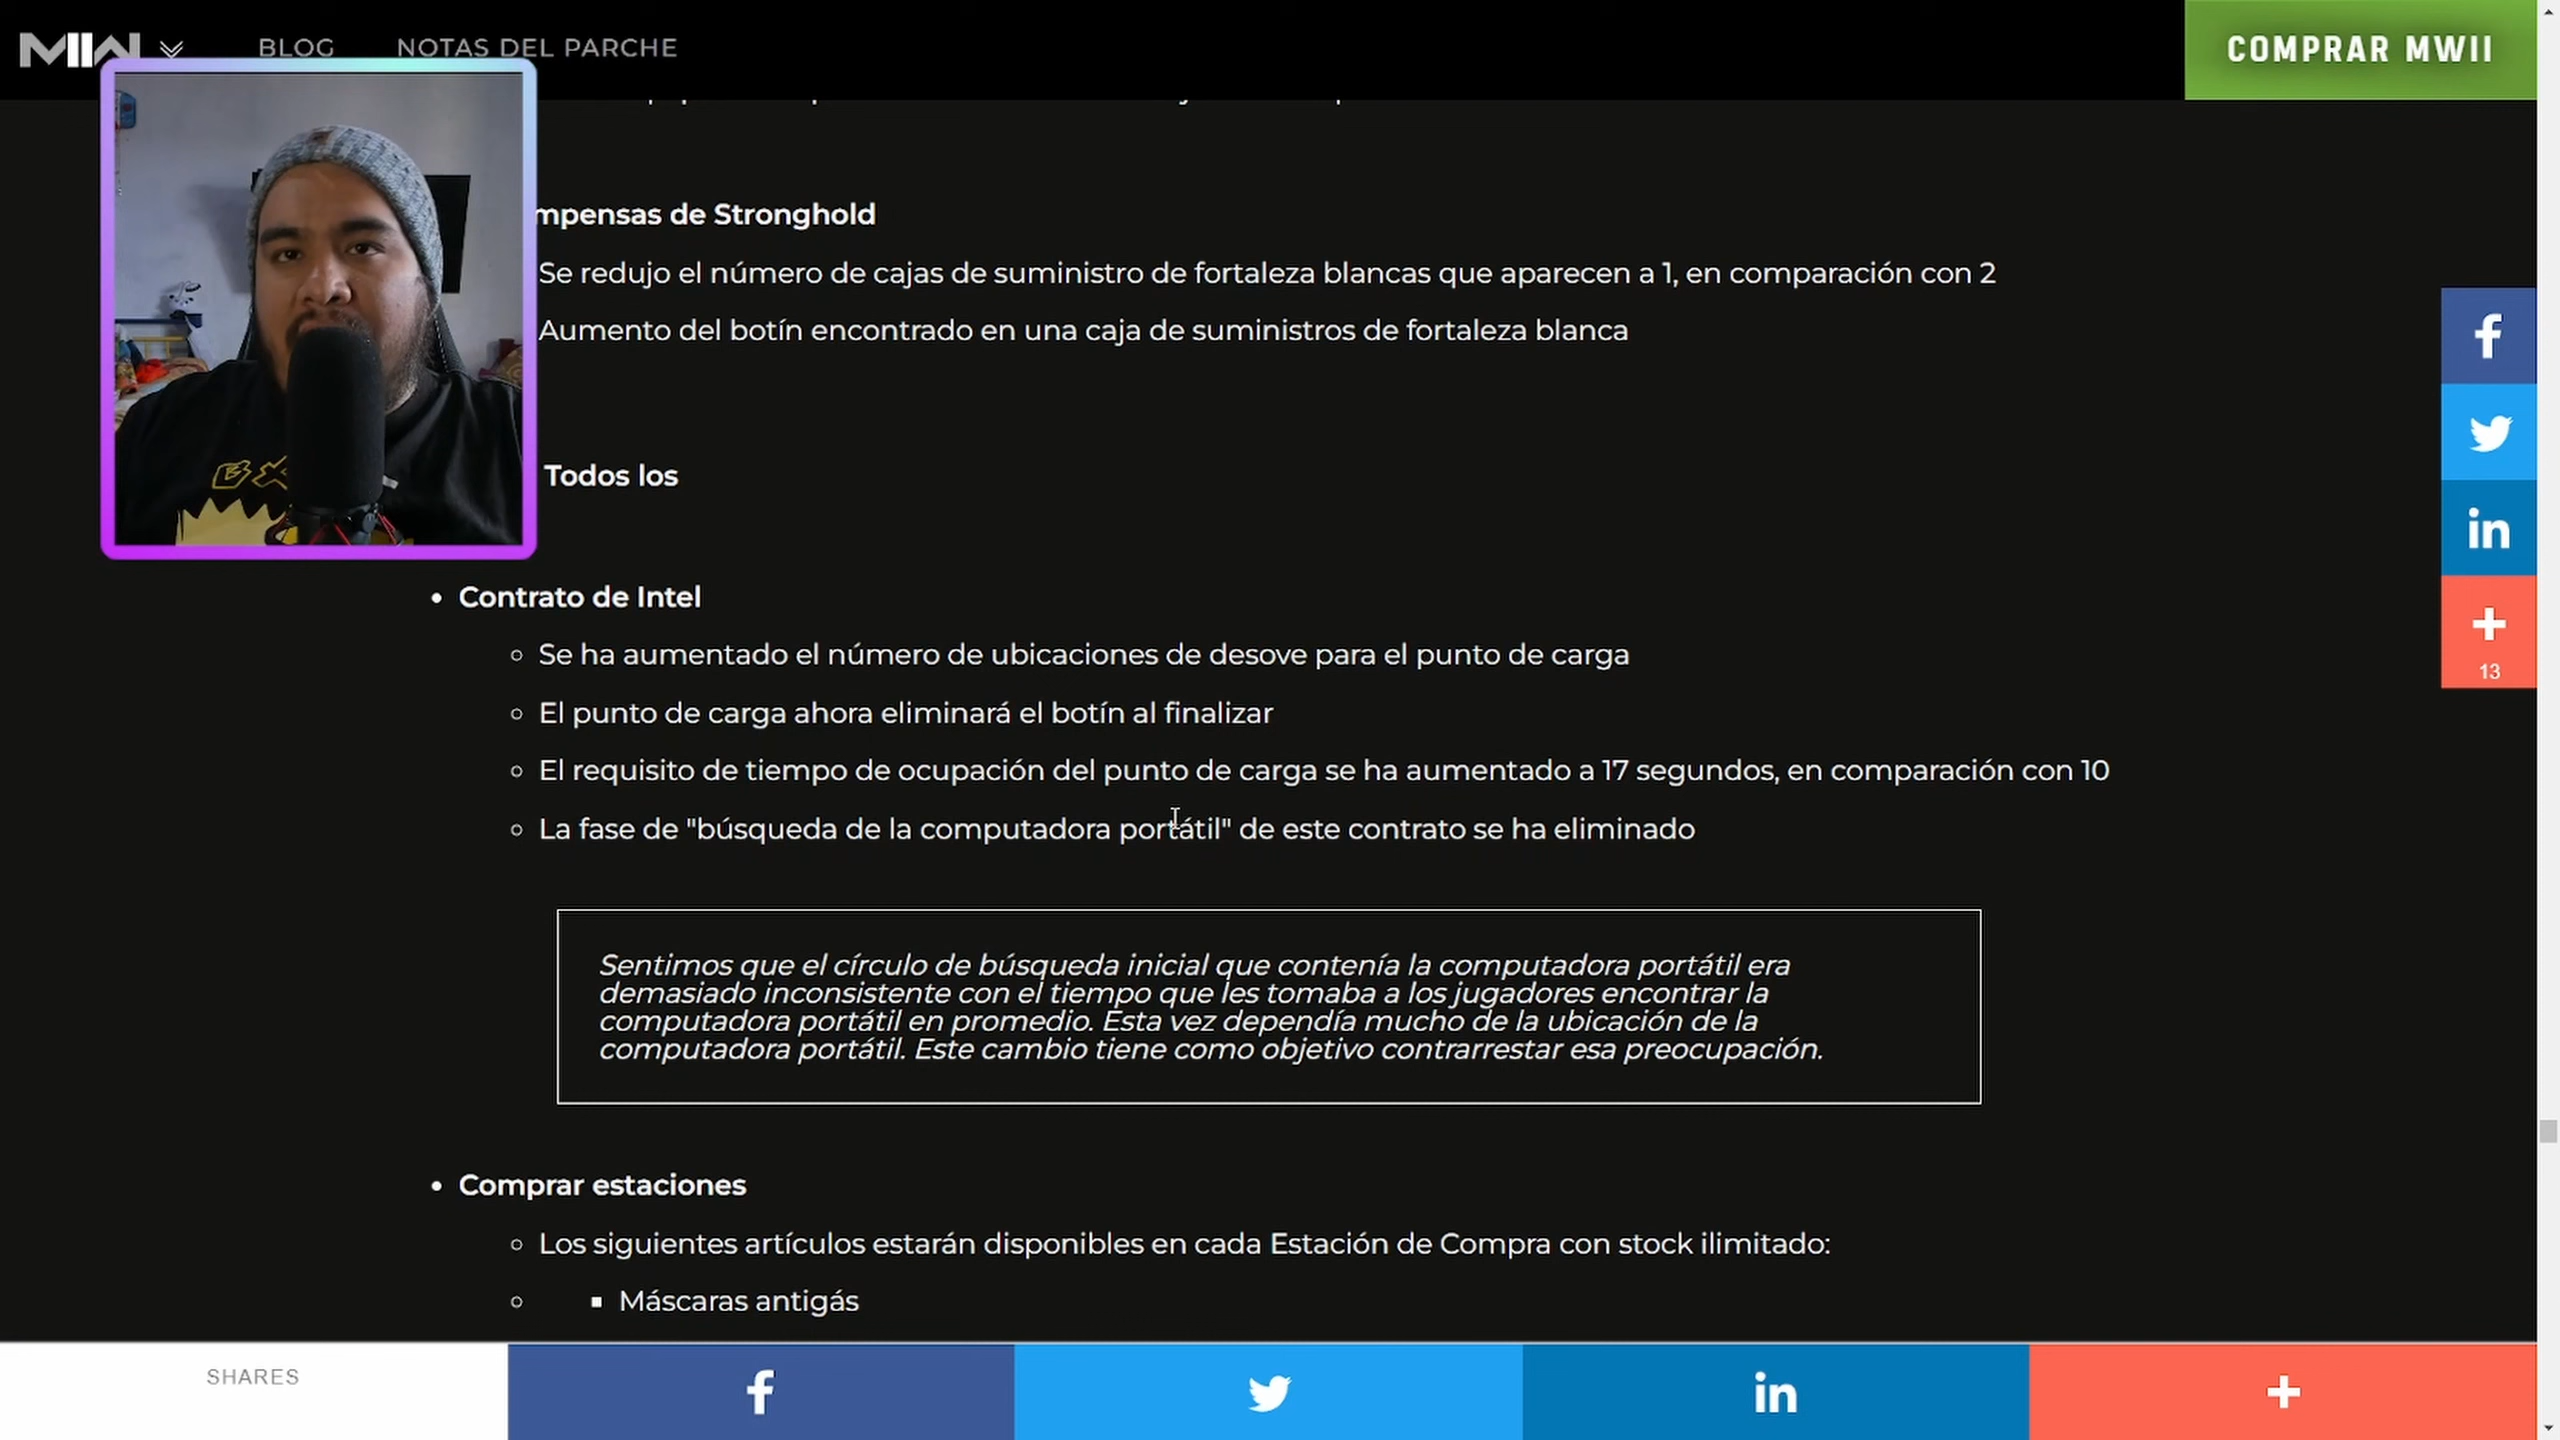 MIIW
BLOG
NOTAS DEL PARCHE
COMPRAR MWII
mpensas de Stronghold
Se redujo el número de cajas de suministro de fortaleza blancas que aparecen a 1, en comparación con 2
Aumento del botín encontrado en una caja de suministros de fortaleza blanca
Todos los
Contrato de Intel
Se ha aumentado el número de ubicaciones de desove para el punto de carga
El punto de carga ahora eliminará el botín al finalizar
El requisito de tiempo de ocupación del punto de carga se ha aumentado a 17 segundos, en comparación con 10
La fase de "búsqueda de la computadora portátil" de este contrato se ha eliminado
Sentimos que el círculo de búsqueda inicial que contenía la computadora portátil era
demasiado inconsistente con el tiempo que les tomaba a los jugadores encontrar la
computadora portátil en promedio. Esta vez dependía mucho de la ubicación de la
computadora portátil. Este cambio tiene como objetivo contrarrestar esa preocupación.
Comprar estaciones
Los siguientes artículos estarán disponibles en cada Estación de Compra con stock ilimitado:
Máscaras antigás
13
SHARES